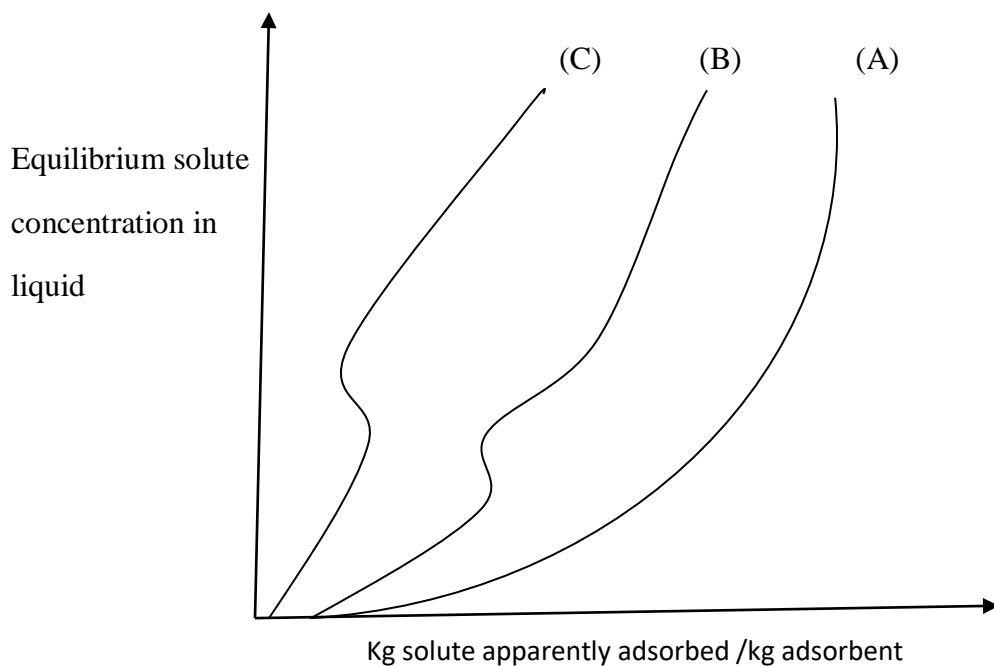 (C) (B) (A)
Equilibrium solute
concentration in
liquid
Kg solute apparently adsorbed /kg adsorbent